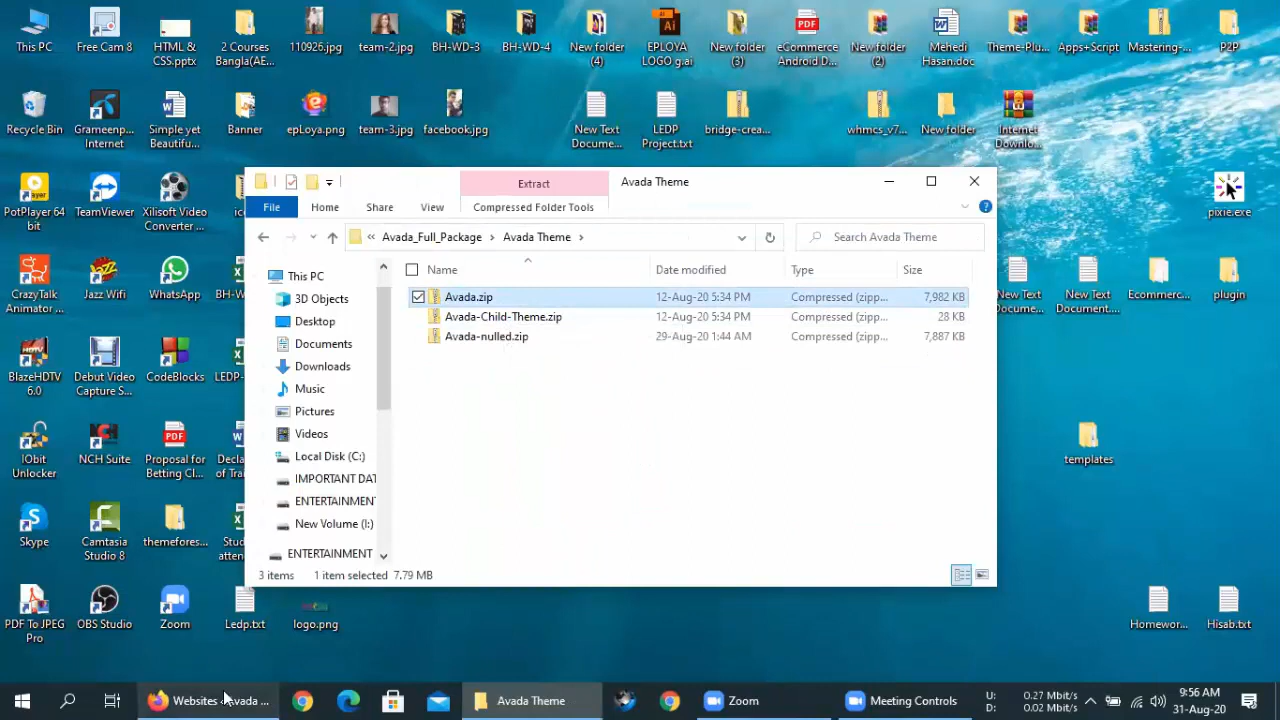 This PC
Free Cam 8
HTML &
CSS.pptx
2 Courses
Bangla(AE...
110926.jpg
team-2.jpg
BH-WD-3
BH-WD-4
New folder
(4)
EPLOYA
LOGO g.ai
New folder
(3)
eCommerce
Android D...
New folder
(2)
Mehedi
Hasan.doc
Theme-Plu...
Apps+Script
Mastering-...
P2P
Recycle Bin
Grameenp...
Internet
Simple yet
Beautifu...
Banner
epLoya.png
team-3.jpg
facebook.jpg
New Text
Docume...
LEDP
Project.txt
bridge-crea...
whmcs_v7...
New folder
Internet
Downlo...
PotPlayer 64
bit
TeamViewer
Xilisoft Video
Converter ...
pixie.exe
Extract
Avada Theme
File
Home
Share
View
Compressed Folder Tools
Avada_Full_Package
Avada Theme
Search Avada Theme
Name
Date modified
Type
Size
Avada.zip
12-Aug-20 5:34 PM
Compressed (zipp...
7,982 KB
Avada-Child-Theme.zip
12-Aug-20 5:34 PM
Compressed (zipp...
28 KB
Avada-nulled.zip
29-Aug-20 1:44 AM
Compressed (zipp...
7,887 KB
This PC
3D Objects
Desktop
Documents
Downloads
Music
Pictures
Videos
Local Disk (C:)
IMPORTANT DAT
ENTERTAINMENT
New Volume (I:)
ENTERTAINMENT
3 items
1 item selected 7.79 MB
CrazyTalk
Animator ...
Jazz Wifi
WhatsApp
BH-W
New Text
Docume...
New Text
Document....
Ecommerc...
plugin
BlazeHDTV
6.0
Debut Video
Capture S...
CodeBlocks
LEDP-
IObit
Unlocker
NCH Suite
Proposal for
Betting Cl...
Decla
of Tra
templates
Skype
Camtasia
Studio 8
themefores...
Stud
atten
PDF To JPEG
Pro
OBS Studio
Zoom
Ledp.txt
logo.png
Homewor...
Hisab.txt
Websites - Avada ...
Avada Theme
Zoom
Meeting Controls
U: 0.27 Mbit/s
D: 0.02 Mbit/s
9:56 AM
31-Aug-20